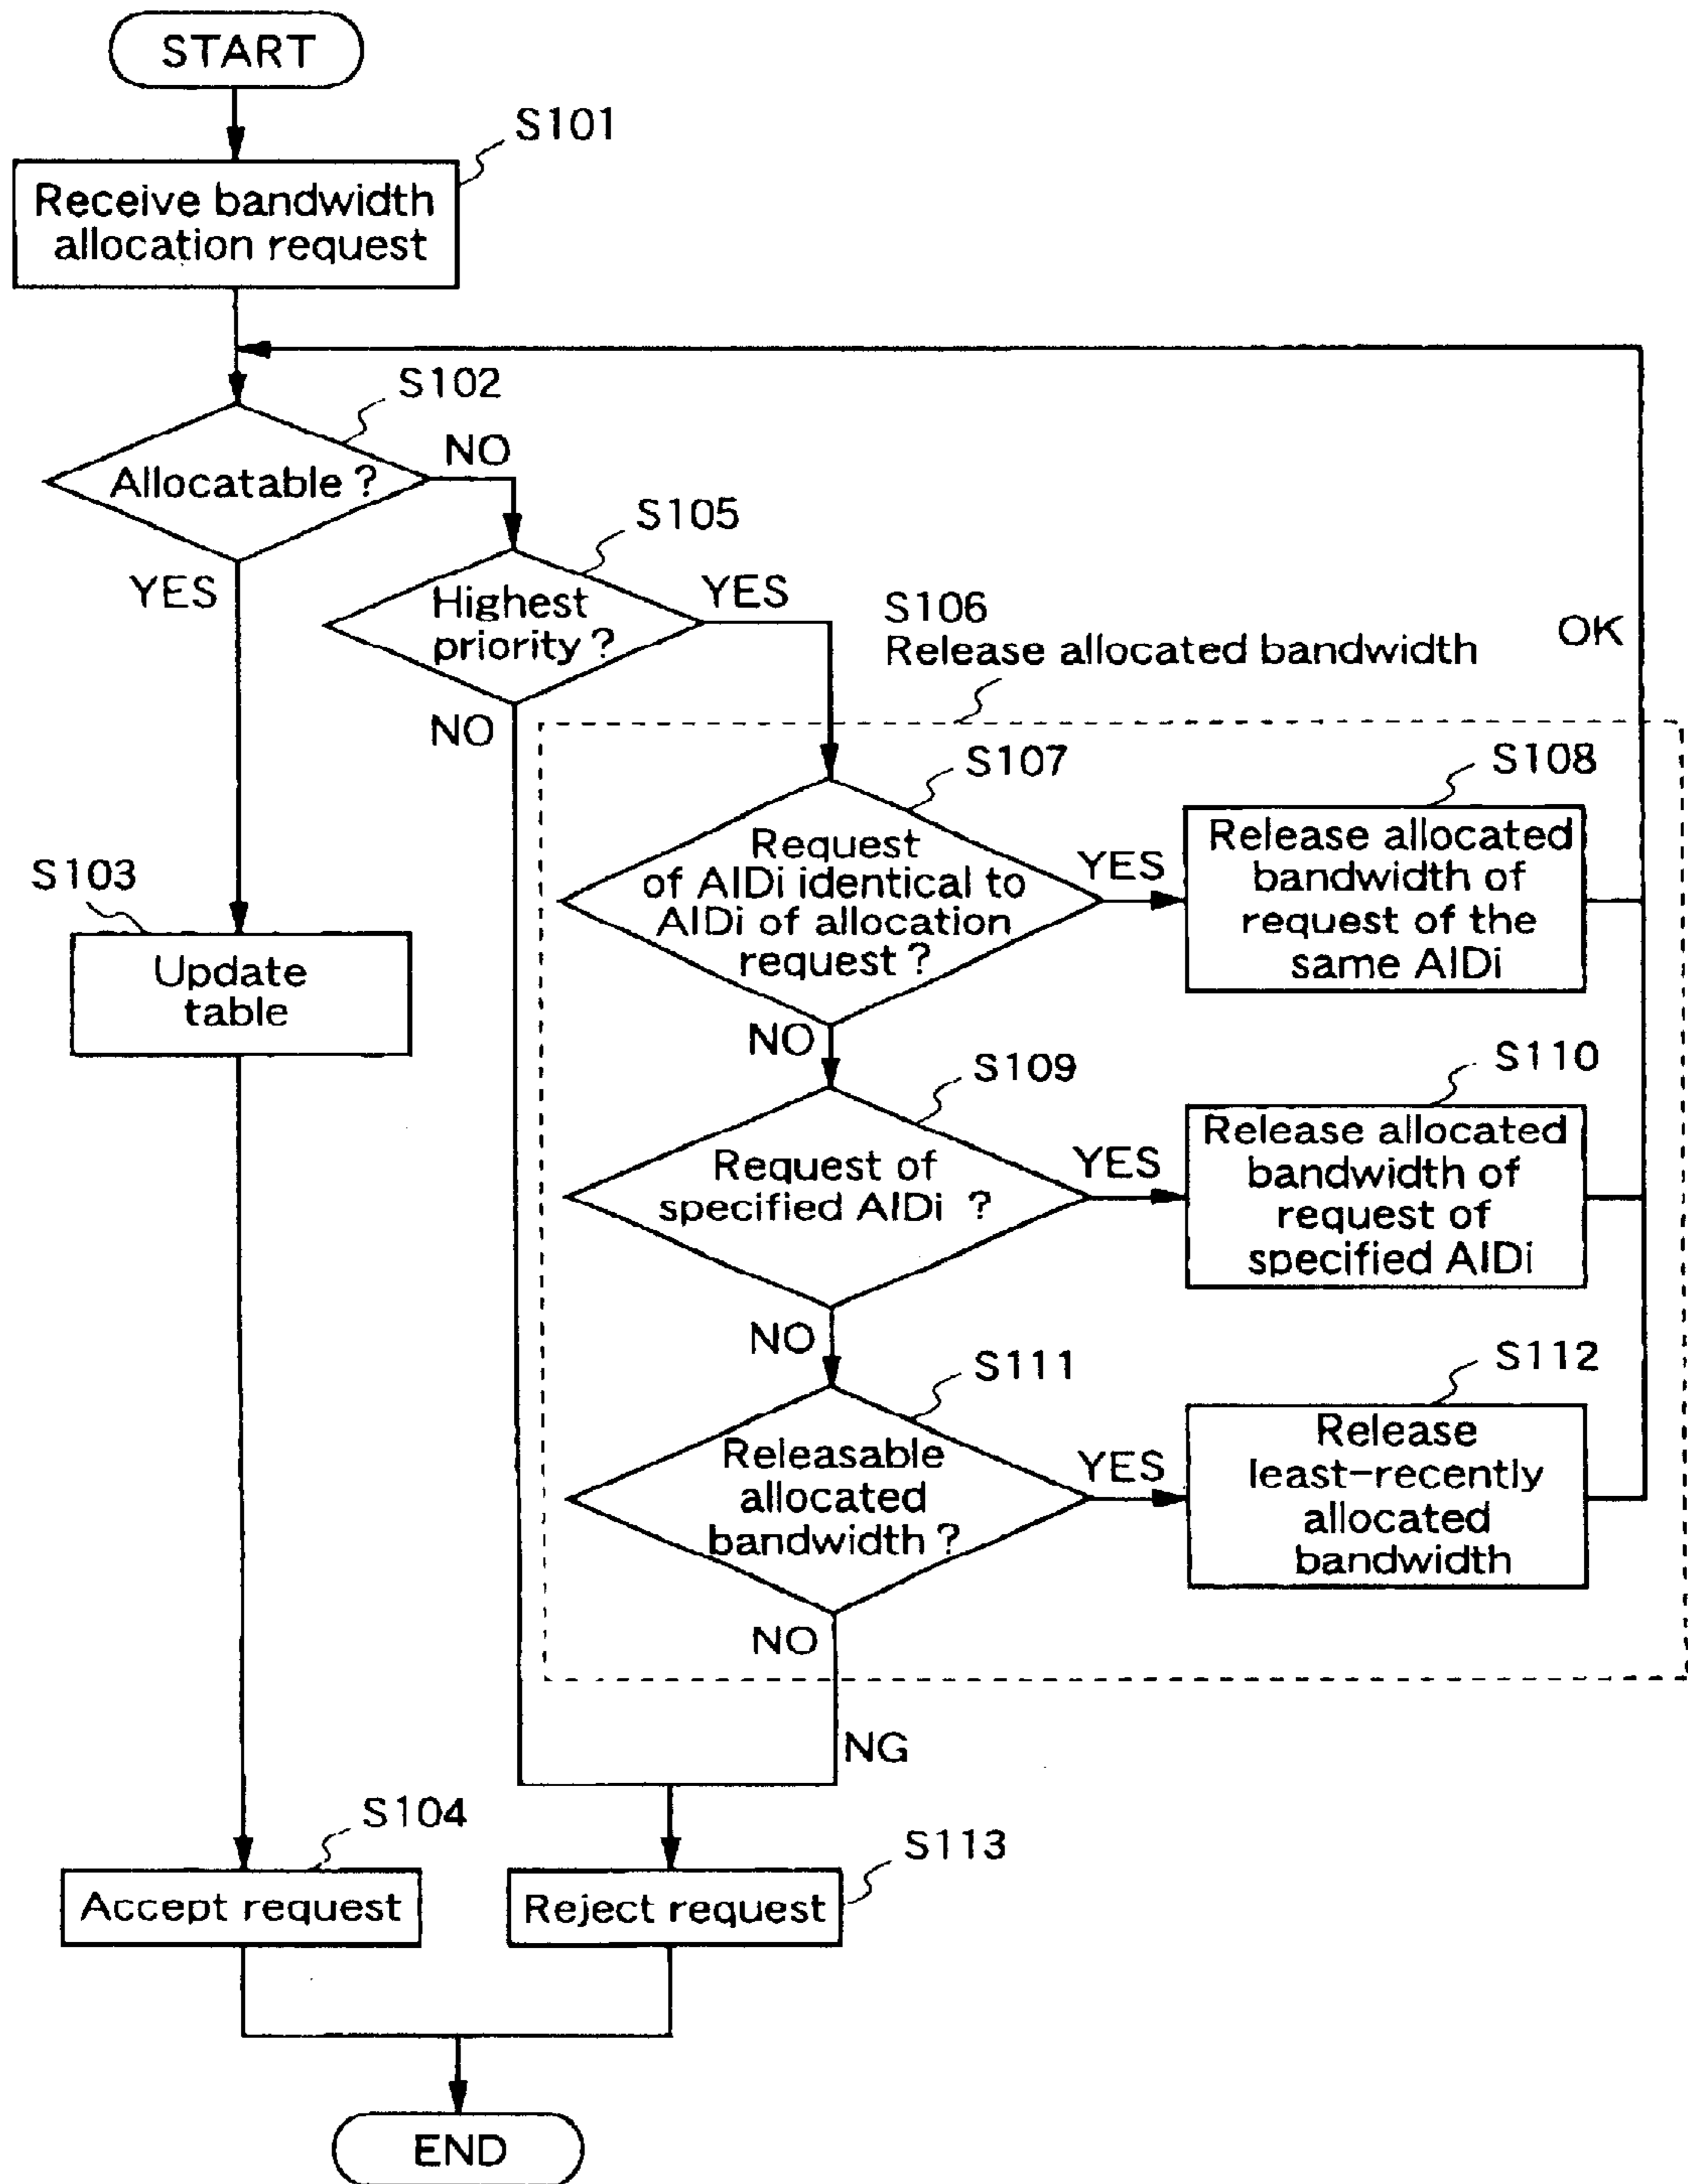 START
S101
Receive bandwidth
allocation request
S102
Allocatable ?
NO
YES
S105
Highest
priority ?
YES
NO
S106
Release allocated bandwidth
OK
S107
Request
of AIDi identical to
AIDi of allocation
request ?
YES
NO
S108
Release allocated
bandwidth of
request of the
same AIDi
S103
Update
table
S109
Request of
specified AIDi ?
YES
NO
S110
Release allocated
bandwidth of
request of
specified AIDi
S111
Releasable
allocated
bandwidth ?
YES
NO
S112
Release
least-recently
allocated
bandwidth
NG
S104
Accept request
S113
Reject request
END